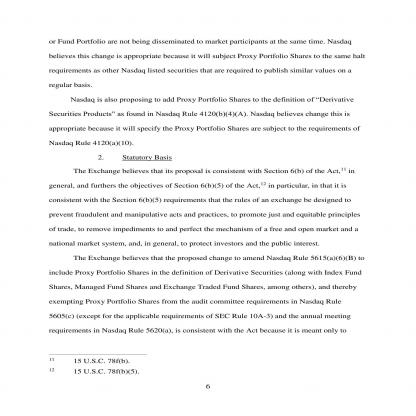 or Fund Portfolio are not being disseminated to market participants at the same time. Nasdaq
believes this change is appropriate because it will subject Proxy Portfolio Shares to the same halt
requirements as other Nasdaq listed securities that are required to publish similar values on a
regular basis.
Nasdaq is also proposing to add Proxy Portfolio Shares to the definition of “Derivative
Securities Products” as found in Nasdaq Rule 4120(b)(4)(A). Nasdaq believes change this is
appropriate because it will specify the Proxy Portfolio Shares are subject to the requirements of
Nasdaq Rule 4120(a)(10).
2. Statutory Basis
The Exchange believes that its proposal is consistent with Section 6(b) of the Act,11 in
general, and furthers the objectives of Section 6(b)(5) of the Act,12 in particular, in that it is
consistent with the Section 6(b)(5) requirements that the rules of an exchange be designed to
prevent fraudulent and manipulative acts and practices, to promote just and equitable principles
of trade, to remove impediments to and perfect the mechanism of a free and open market and a
national market system, and, in general, to protect investors and the public interest.
The Exchange believes that the proposed change to amend Nasdaq Rule 5615(a)(6)(B) to
include Proxy Portfolio Shares in the definition of Derivative Securities (along with Index Fund
Shares, Managed Fund Shares and Exchange Traded Fund Shares, among others), and thereby
exempting Proxy Portfolio Shares from the audit committee requirements in Nasdaq Rule
5605(c) (except for the applicable requirements of SEC Rule 10A-3) and the annual meeting
requirements in Nasdaq Rule 5620(a), is consistent with the Act because it is meant only to
11 15 U.S.C. 78f(b).
12 15 U.S.C. 78f(b)(5).
6